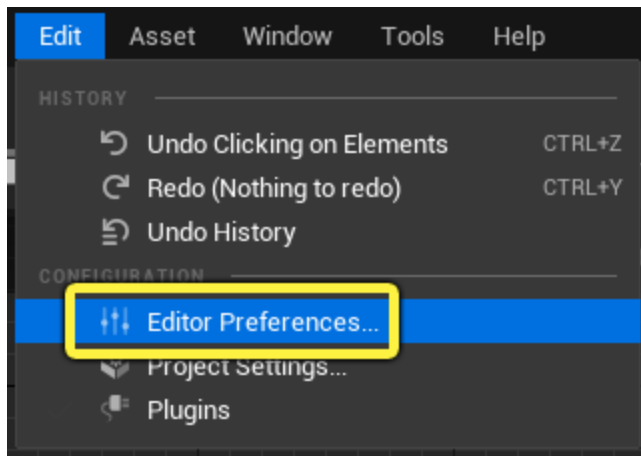 Edit Asset Window Tools Help
HISTORY
Undo Clicking on Elements CTRL+Z
Redo (Nothing to redo) CTRL+Y
Undo History
CONFIGURATION
Editor Preferences...
Project Settings...
Plugins